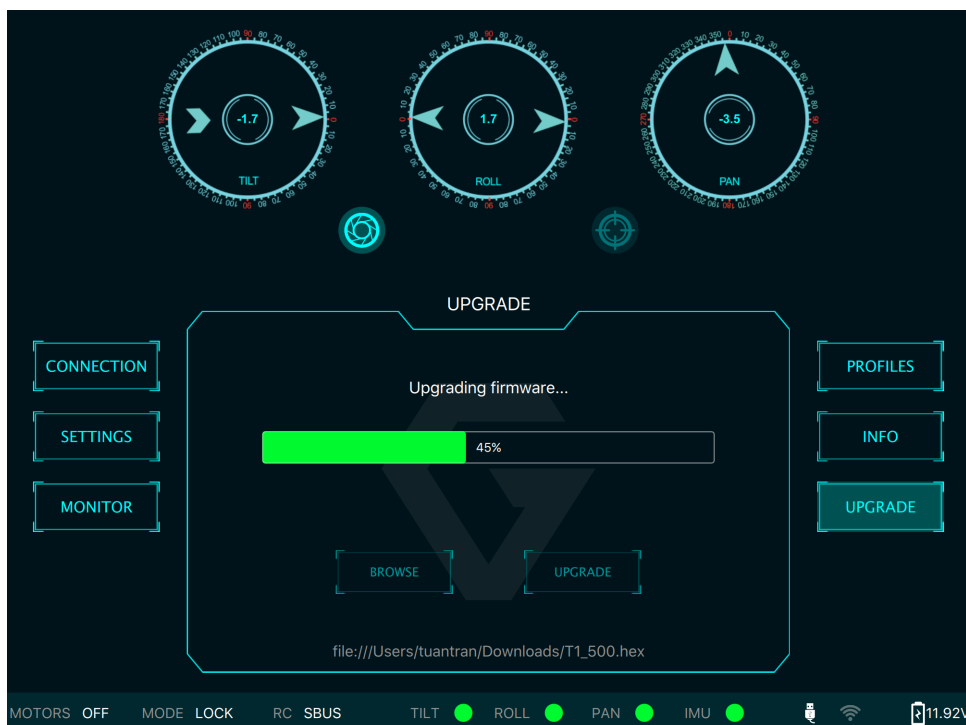 -1.7
TILT
1.7
ROLL
-3.5
PAN
UPGRADE
CONNECTION
SETTINGS
MONITOR
Upgrading firmware...
45%
BROWSE
UPGRADE
file:///Users/tuantran/Downloads/T1_500.hex
PROFILES
INFO
UPGRADE
MOTORS OFF MODE LOCK RC SBUS TILT ROLL PAN IMU 11.92V